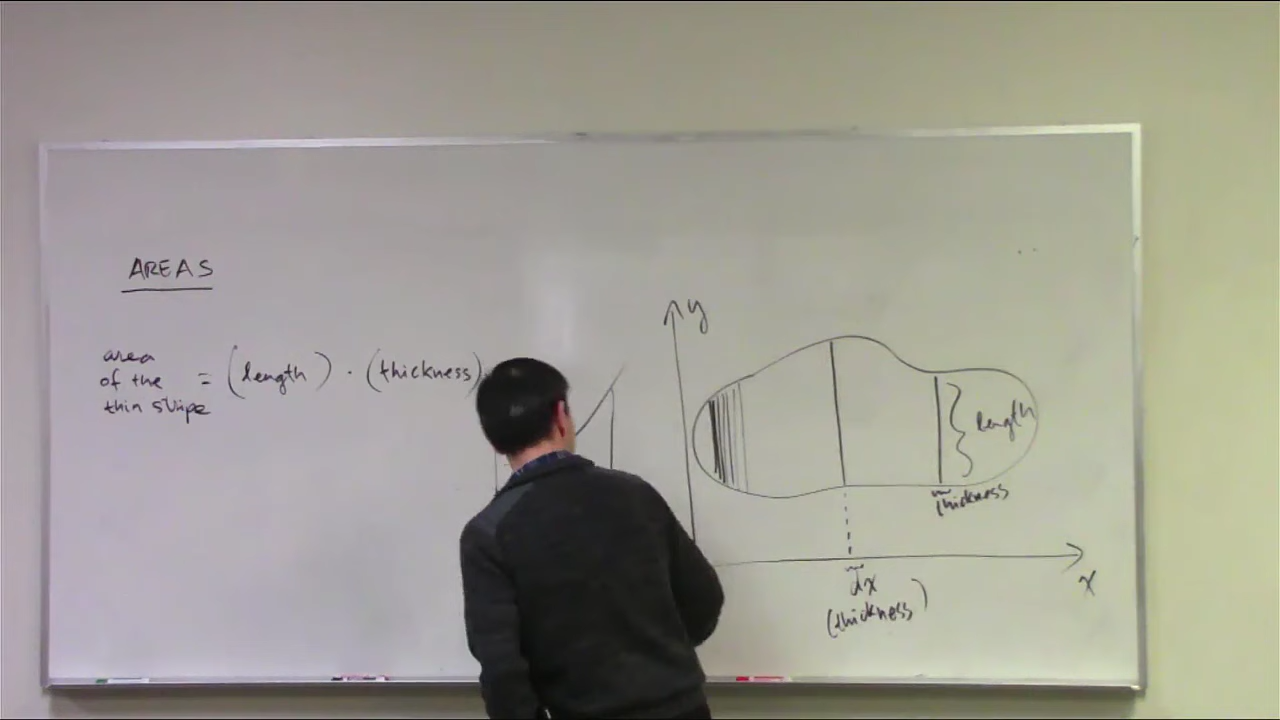 AREAS
area
of the = (length) · (thickness)
thin stripe
y
length
thickness
x
dx
(thickness)